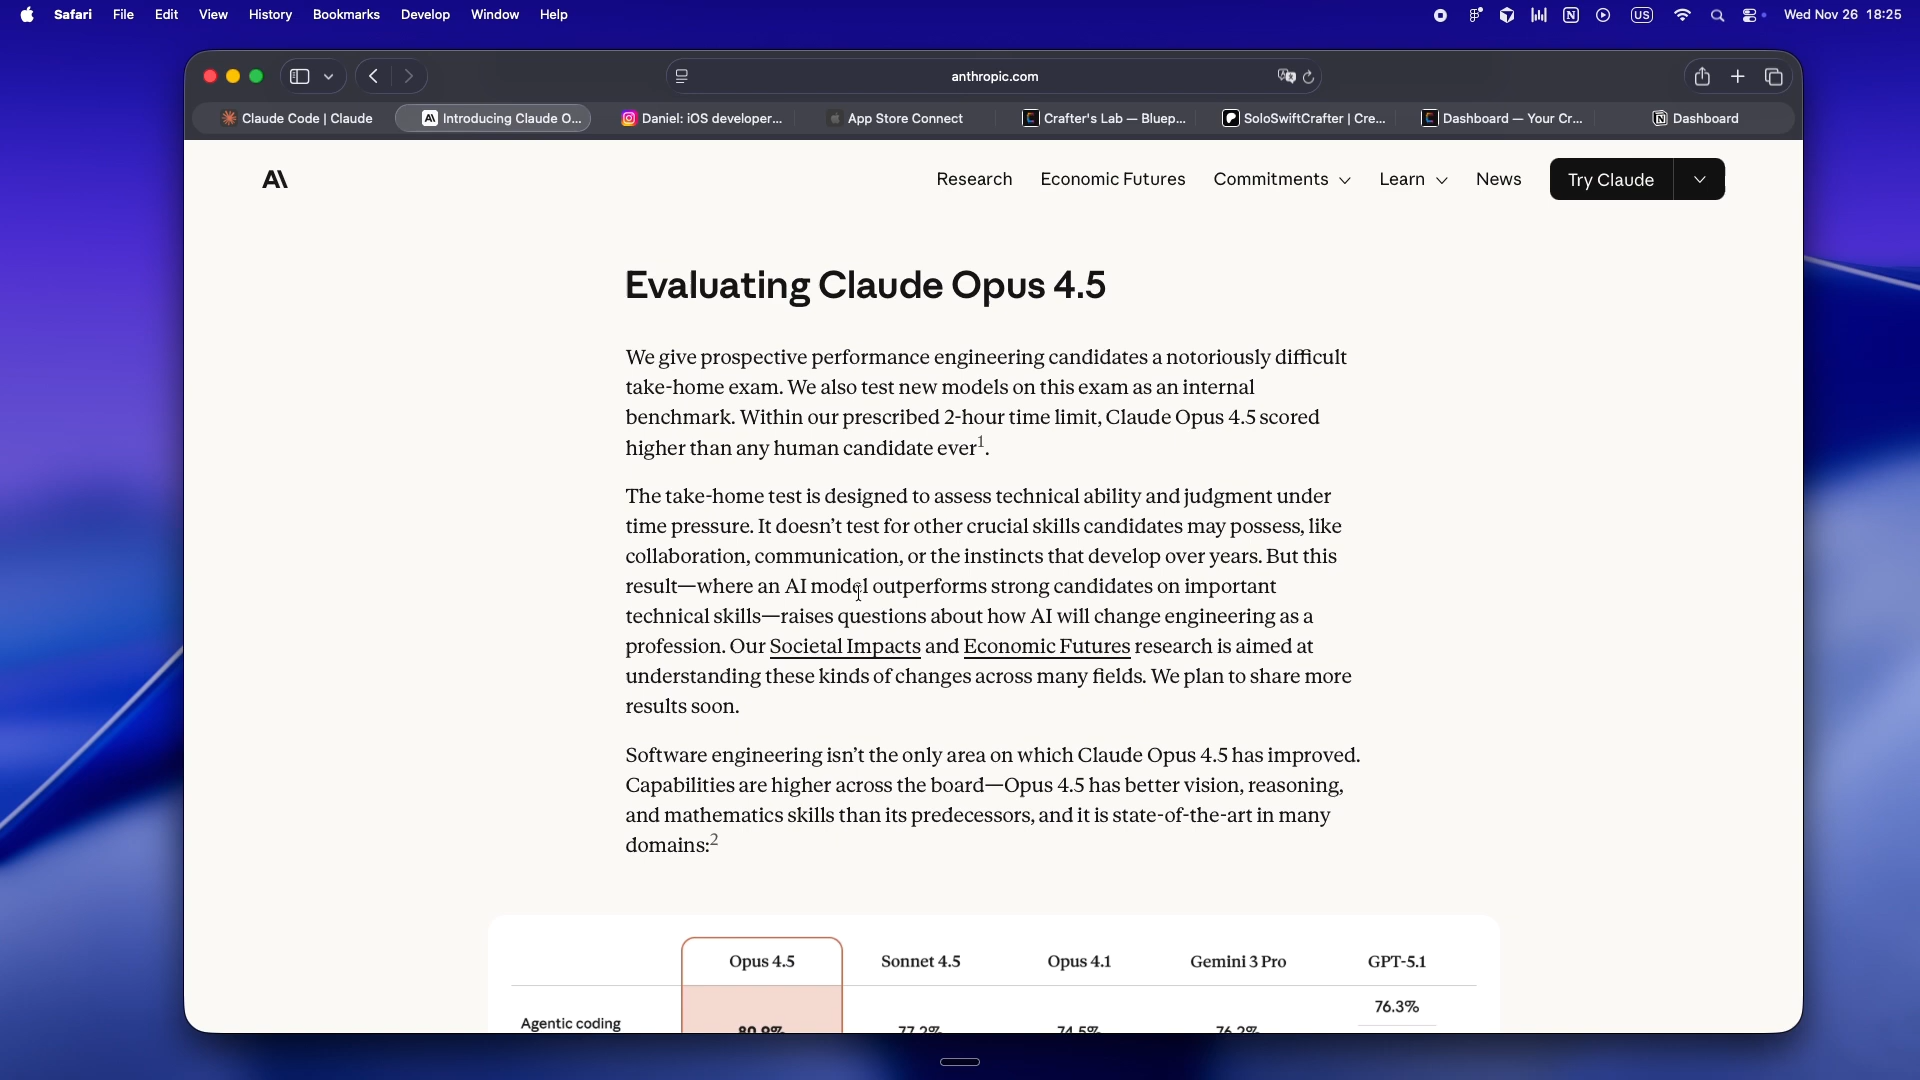 Safari File Edit View History Bookmarks Develop Window Help US Wed Nov 26 18:25
anthropic.com
Claude Code | Claude
Introducing Claude O...
Daniel: iOS developer...
App Store Connect
Crafter's Lab — Bluep...
SoloSwiftCrafter | Cre...
Dashboard — Your Cr...
Dashboard
A\ Research Economic Futures Commitments Learn News Try Claude
Evaluating Claude Opus 4.5
We give prospective performance engineering candidates a notoriously difficult
take-home exam. We also test new models on this exam as an internal
benchmark. Within our prescribed 2-hour time limit, Claude Opus 4.5 scored
higher than any human candidate ever1.
The take-home test is designed to assess technical ability and judgment under
time pressure. It doesn’t test for other crucial skills candidates may possess, like
collaboration, communication, or the instincts that develop over years. But this
result—where an AI model outperforms strong candidates on important
technical skills—raises questions about how AI will change engineering as a
profession. Our Societal Impacts and Economic Futures research is aimed at
understanding these kinds of changes across many fields. We plan to share more
results soon.
Software engineering isn’t the only area on which Claude Opus 4.5 has improved.
Capabilities are higher across the board—Opus 4.5 has better vision, reasoning,
and mathematics skills than its predecessors, and it is state-of-the-art in many
domains:2
Opus 4.5 Sonnet 4.5 Opus 4.1 Gemini 3 Pro GPT-5.1
76.3%
Agentic coding 80.9% 77.2% 74.5% 76.2%